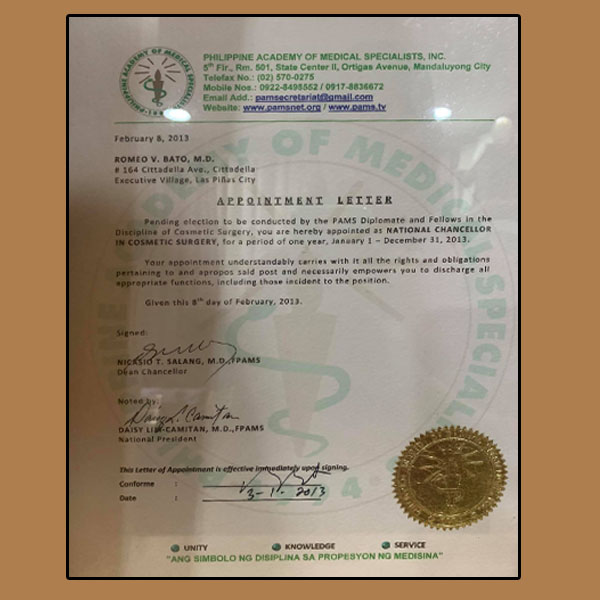 PHILIPPINE ACADEMY OF MEDICAL SPECIALISTS, INC.
5th Flr., Rm. 501, State Center II, Ortigas Avenue, Mandaluyong City
Telefax No.: (02) 570-0275
Mobile Nos.: 0922-8498552 / 0917-8836672
Email Add.: pamsecretariat@gmail.com
Website: www.pamsnet.org / www.pams.tv
February 8, 2013
ROMEO V. BATO, M.D.
# 164 Cittadella Ave., Cittadella
Executive Village, Las Piñas City
APPOINTMENT LETTER
Pending election to be conducted by the PAMS Diplomate and Fellows in the
Discipline of Cosmetic Surgery, you are hereby appointed as NATIONAL CHANCELLOR
IN COSMETIC SURGERY, for a period of one year, January 1 – December 31, 2013.
Your appointment understandably carries with it all the rights and obligations
pertaining to and apropos said post and necessarily empowers you to discharge all
appropriate functions, including those incident to the position.
Given this 8th day of February, 2013.
Signed:
NICASIO T. SALANG, M.D., FPAMS
Dean Chancellor
Noted by:
Daisy L. Camitan
DAISY LIM-CAMITAN, M.D., FPAMS
National President
This Letter of Appointment is effective immediately upon signing.
Conforme :
Date : 3-1-2013
UNITY KNOWLEDGE SERVICE
"ANG SIMBOLO NG DISIPLINA SA PROPESYON NG MEDISINA"